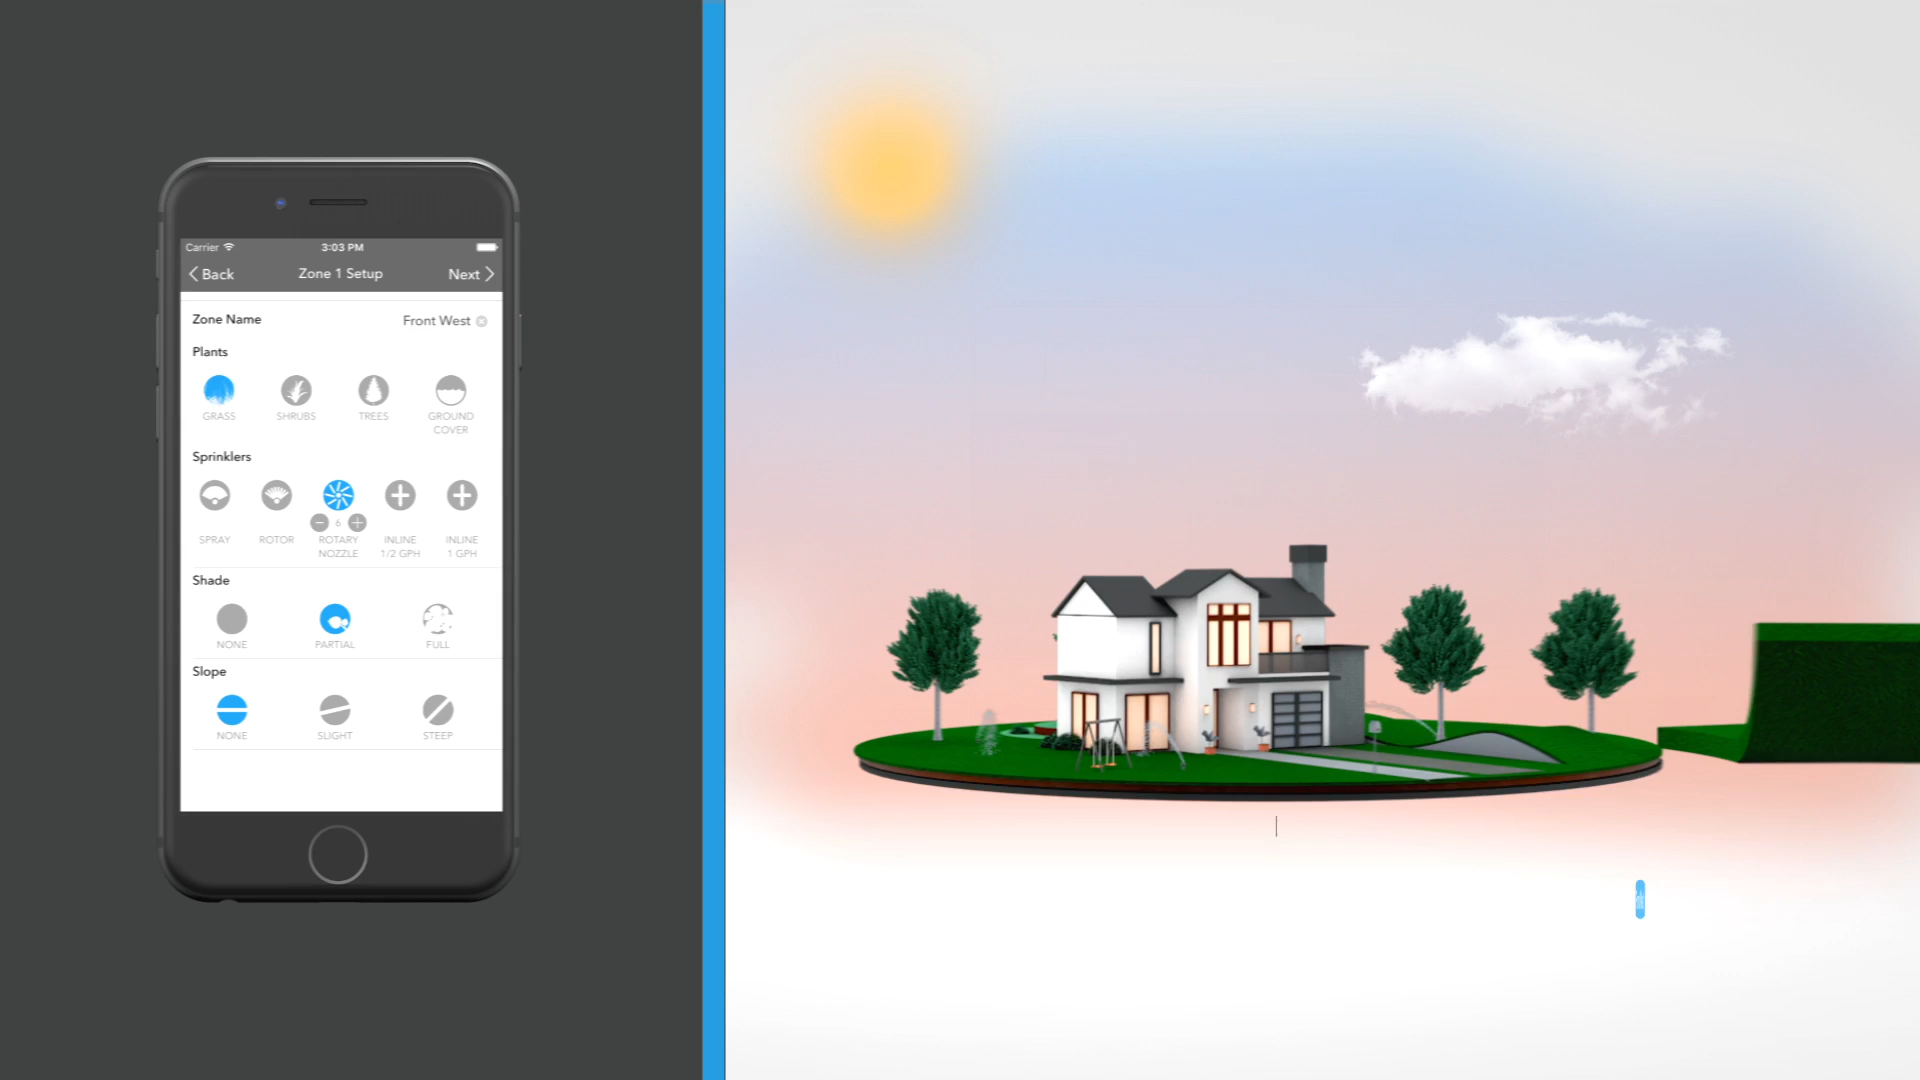 Carrier 3:03 PM
Back Zone 1 Setup Next
Zone Name Front West
Plants
GRASS SHRUBS TREES GROUND
COVER
Sprinklers
6
SPRAY ROTOR ROTARY INLINE INLINE
NOZZLE 1/2 GPH 1 GPH
Shade
NONE PARTIAL FULL
Slope
NONE SLIGHT STEEP